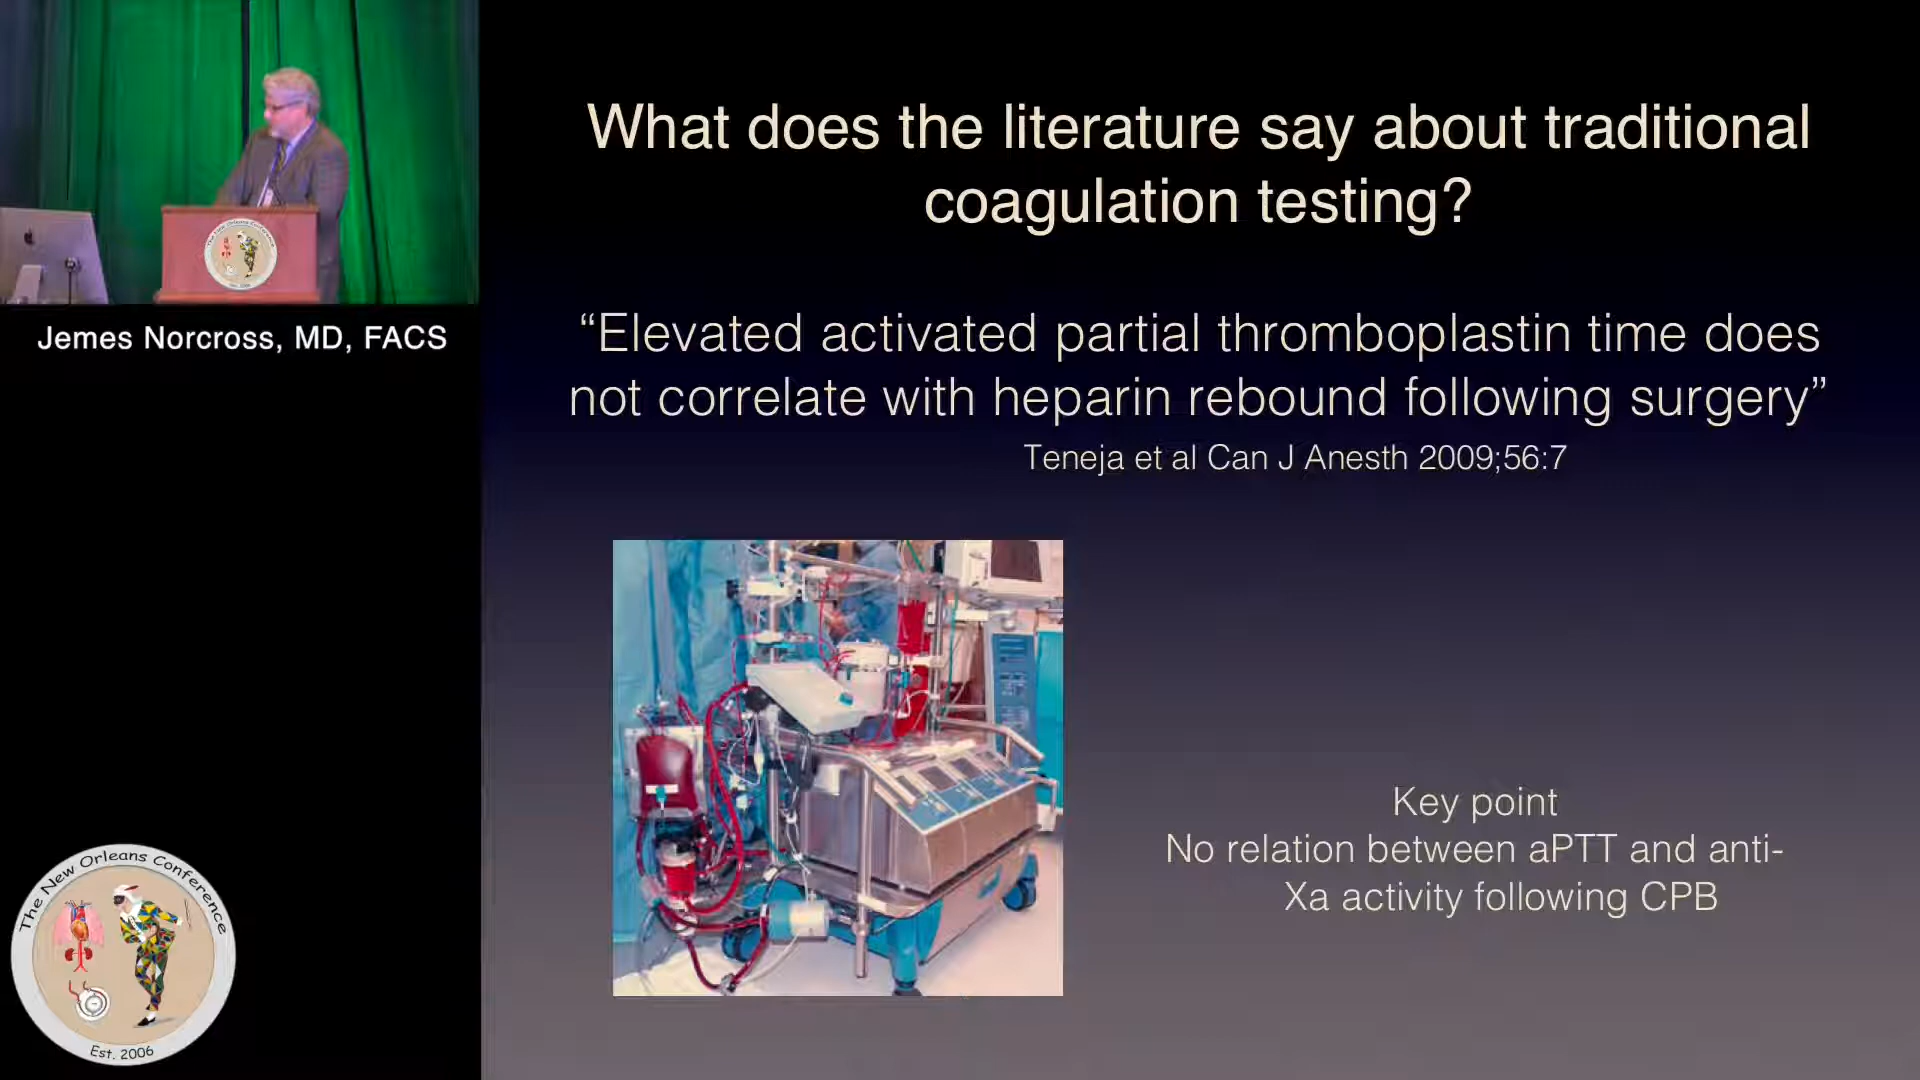 What does the literature say about traditional
coagulation testing?
“Elevated activated partial thromboplastin time does
not correlate with heparin rebound following surgery”
Teneja et al Can J Anesth 2009;56:7
Jemes Norcross, MD, FACS
Key point
No relation between aPTT and anti-
Xa activity following CPB
The New Orleans Conference
Est. 2006